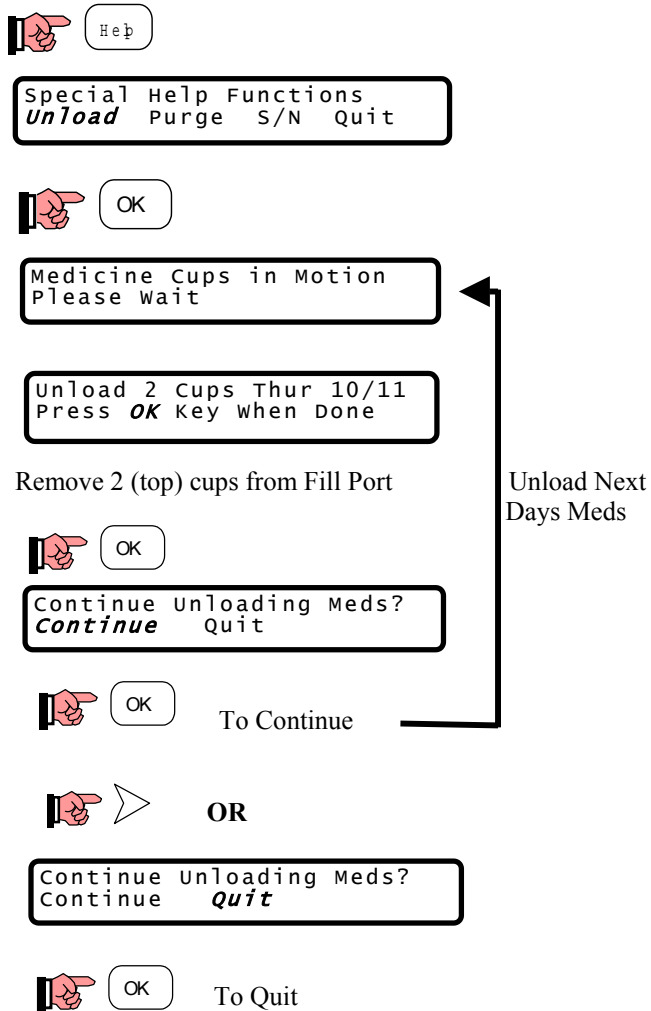 Help
Special Help Functions
Unload Purge S/N Quit
OK
Medicine Cups in Motion
Please Wait
Unload 2 Cups Thur 10/11
Press OK Key When Done
Remove 2 (top) cups from Fill Port
Unload Next
Days Meds
OK
Continue Unloading Meds?
Continue Quit
OK
To Continue
OR
Continue Unloading Meds?
Continue Quit
OK
To Quit